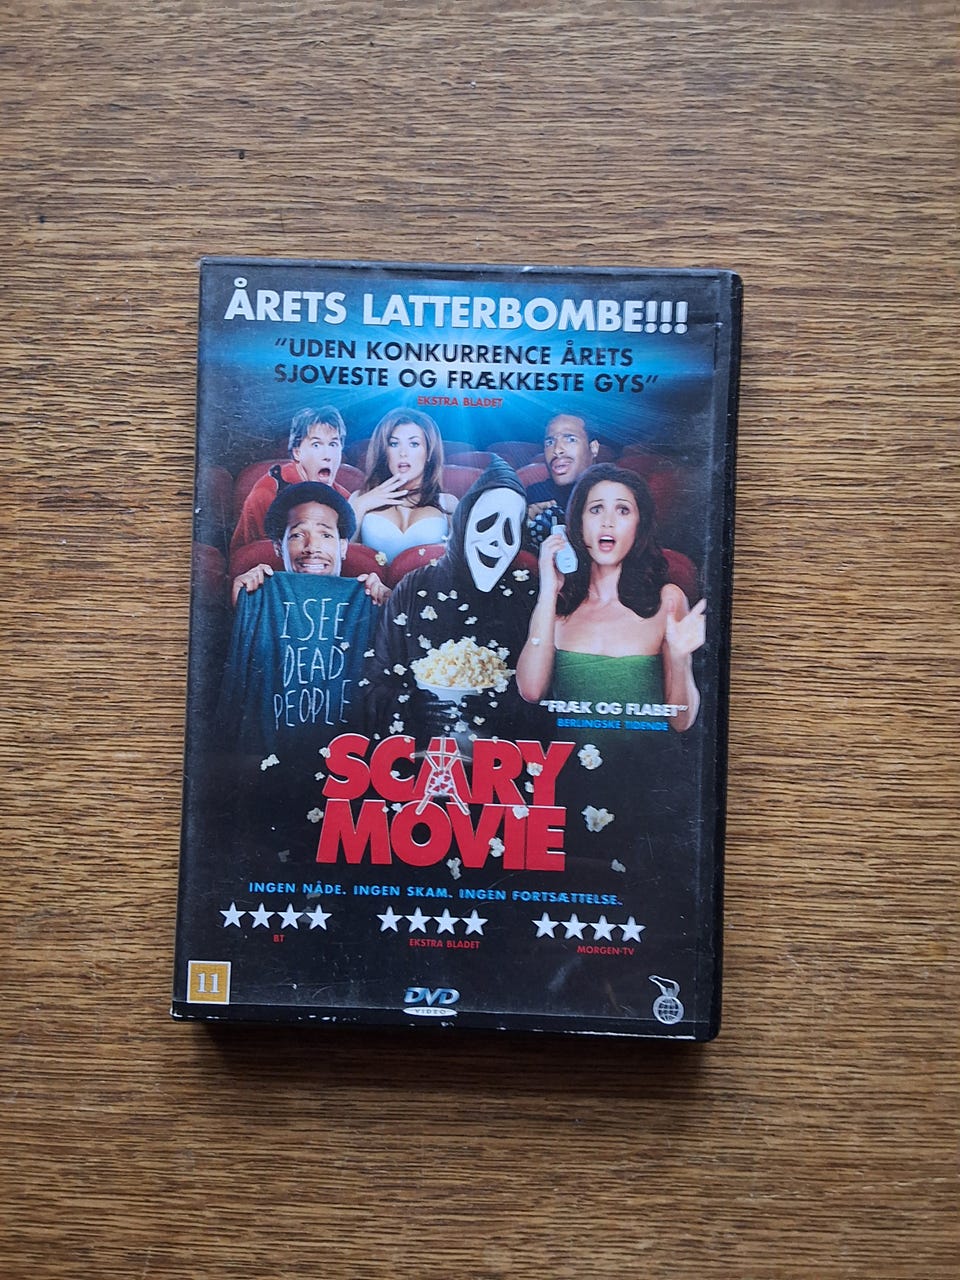 ÅRETS LATTERBOMBE!!!
"UDEN KONKURRENCE ÅRETS
SJOVESTE OG FRÆKKESTE GYS"
EKSTRA BLADET
I SEE
DEAD
PEOPLE
"FRÆK OG FLABET"
BERLINGSKE TIDENDE
SCARY
MOVIE
INGEN NÅDE. INGEN SKAM. INGEN FORTSÆTTELSE.
BT
EKSTRA BLADET
MORGEN-TV
11
DVD
VIDEO